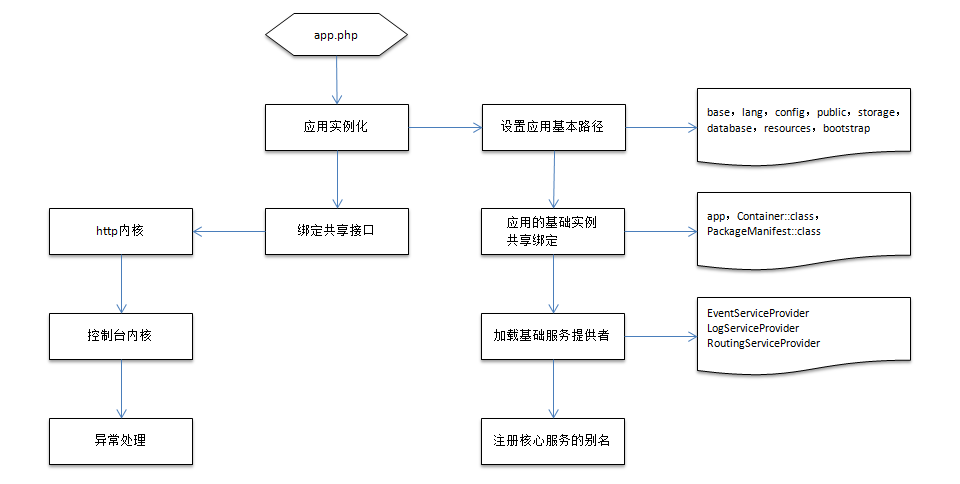 app.php
应用实例化
设置应用基本路径
base，lang，config，public，storage，
database，resources，bootstrap
http内核
绑定共享接口
应用的基础实例
共享绑定
app，Container::class，
PackageManifest::class
控制台内核
加载基础服务提供者
EventServiceProvider
LogServiceProvider
RoutingServiceProvider
异常处理
注册核心服务的别名